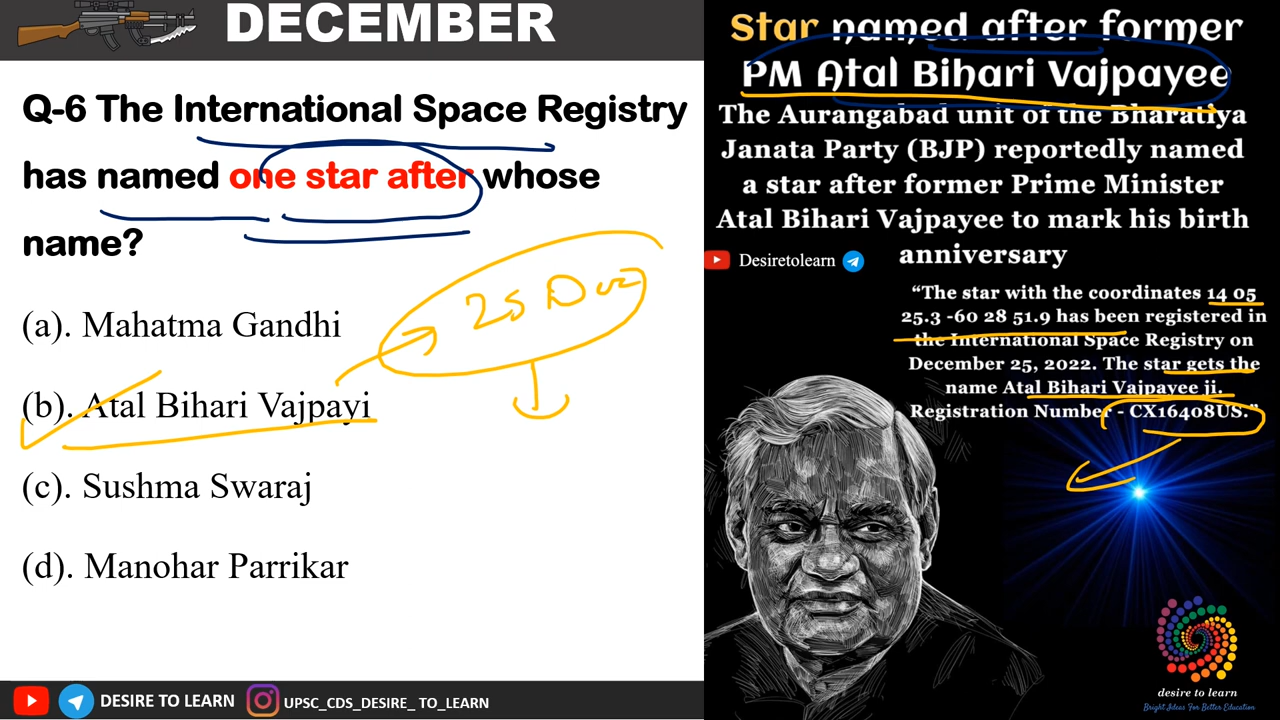 DECEMBER
Q-6 The International Space Registry
has named one star after whose
name?
(a). Mahatma Gandhi
(b). Atal Bihari Vajpayi
(c). Sushma Swaraj
(d). Manohar Parrikar
25
DESIRE TO LEARN
UPSC_CDS_DESIRE_ TO_LEARN
Star named after former
PM Atal Bihari Vajpayee
The Aurangabad unit of the Bharatiya
Janata Party (BJP) reportedly named
a star after former Prime Minister
Atal Bihari Vajpayee to mark his birth
anniversary
Desiretolearn
“The star with the coordinates 14 05
25.3 -60 28 51.9 has been registered in
the International Space Registry on
December 25, 2022. The star gets the
name Atal Bihari Vajpayee ji.
Registration Number - CX16408US.”
desire to learn
Bright Ideas For Better Education